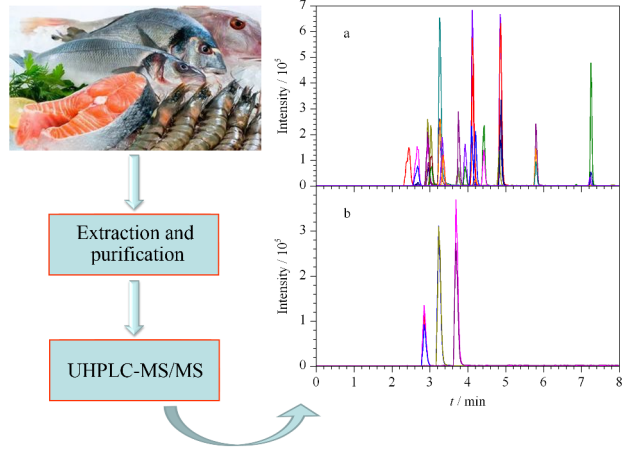 Extraction and
purification
UHPLC-MS/MS
a
Intensity / 10⁵
7
6
5
4
3
2
1
0
b
Intensity / 10⁵
3
2
1
0
0 1 2 3 4 5 6 7 8
t / min